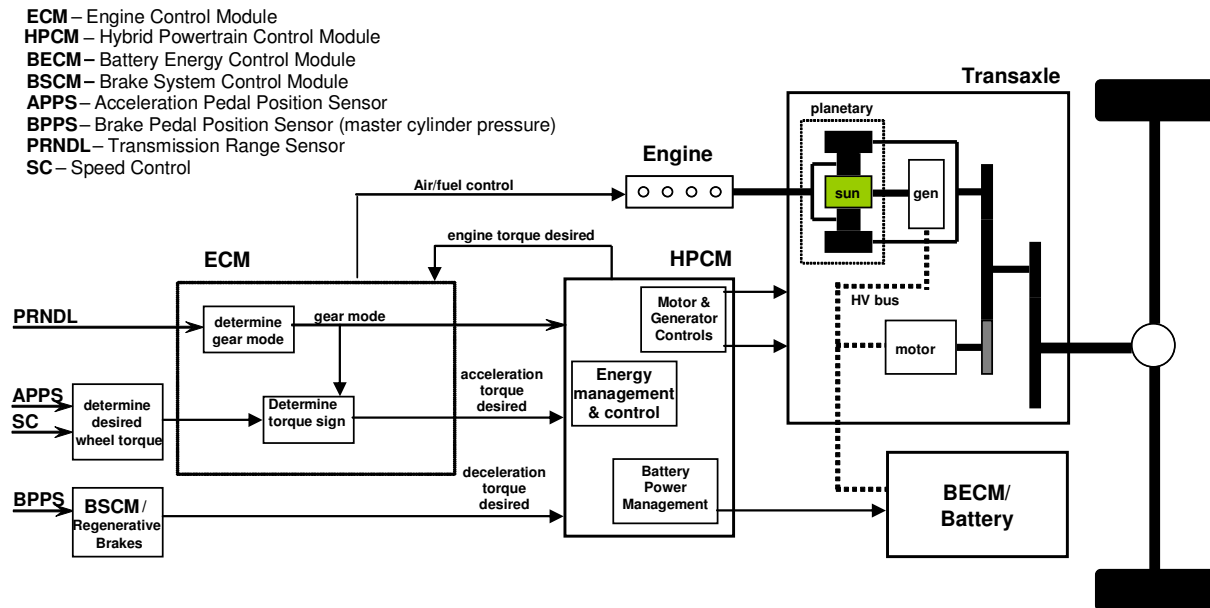 ECM – Engine Control Module
HPCM – Hybrid Powertrain Control Module
BECM – Battery Energy Control Module
BSCM – Brake System Control Module
APPS – Acceleration Pedal Position Sensor
BPPS – Brake Pedal Position Sensor (master cylinder pressure)
PRNDL – Transmission Range Sensor
SC – Speed Control
Transaxle
planetary
Engine
Air/fuel control
sun
gen
engine torque desired
ECM
HPCM
HV bus
PRNDL
determine
gear mode
gear mode
Motor &
Generator
Controls
motor
APPS
SC
determine
desired
wheel torque
Determine
torque sign
acceleration
torque
desired
Energy
management
& control
BPPS
BSCM /
Regenerative
Brakes
deceleration
torque
desired
Battery
Power
Management
BECM/
Battery